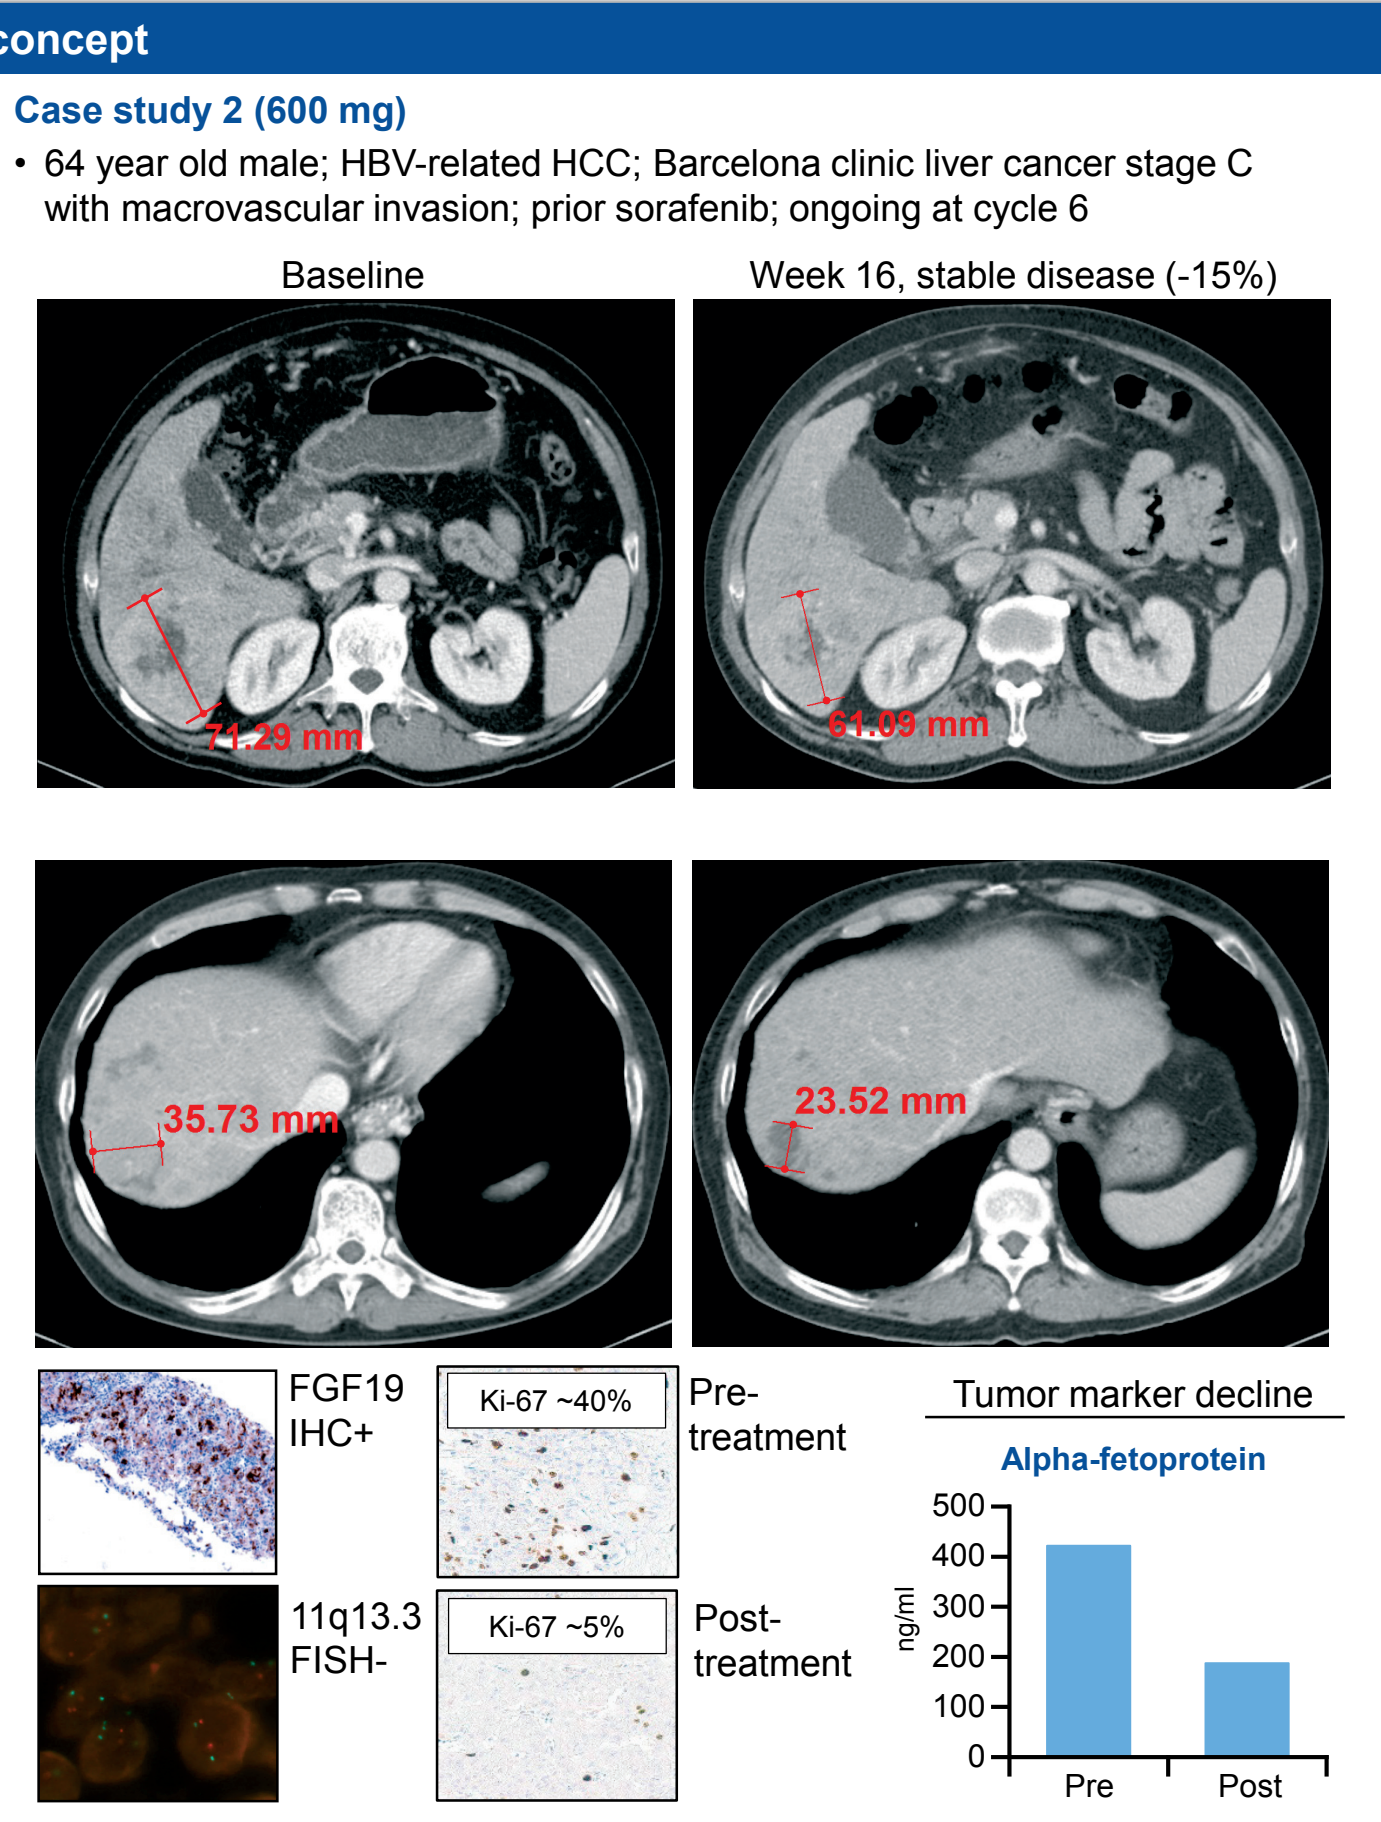 concept
Case study 2 (600 mg)
• 64 year old male; HBV-related HCC; Barcelona clinic liver cancer stage C
with macrovascular invasion; prior sorafenib; ongoing at cycle 6
Baseline
Week 16, stable disease (-15%)
71.29 mm
61.09 mm
35.73 mm
23.52 mm
FGF19
IHC+
Ki-67 ~40%
Pre-
treatment
11q13.3
FISH-
Ki-67 ~5%
Post-
treatment
Tumor marker decline
Alpha-fetoprotein
ng/ml
500
400
300
200
100
0
Pre
Post